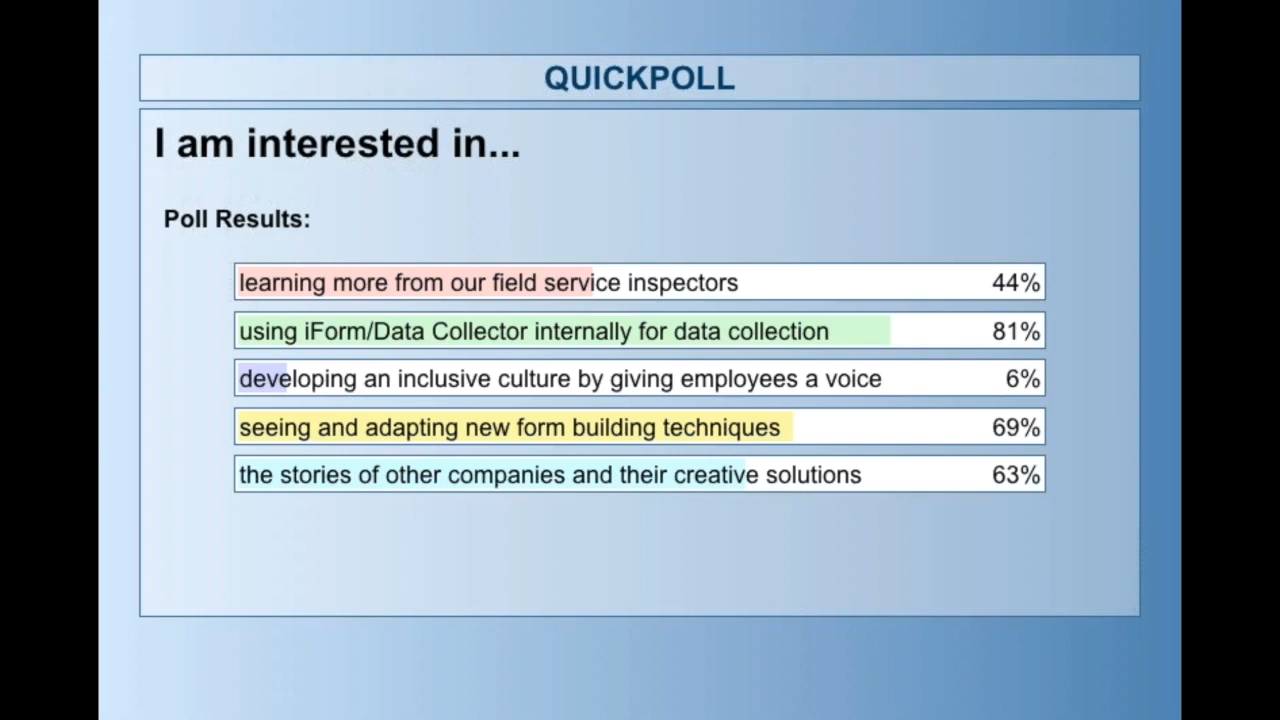 QUICKPOLL
I am interested in...
Poll Results:
learning more from our field service inspectors 44%
using iForm/Data Collector internally for data collection 81%
developing an inclusive culture by giving employees a voice 6%
seeing and adapting new form building techniques 69%
the stories of other companies and their creative solutions 63%